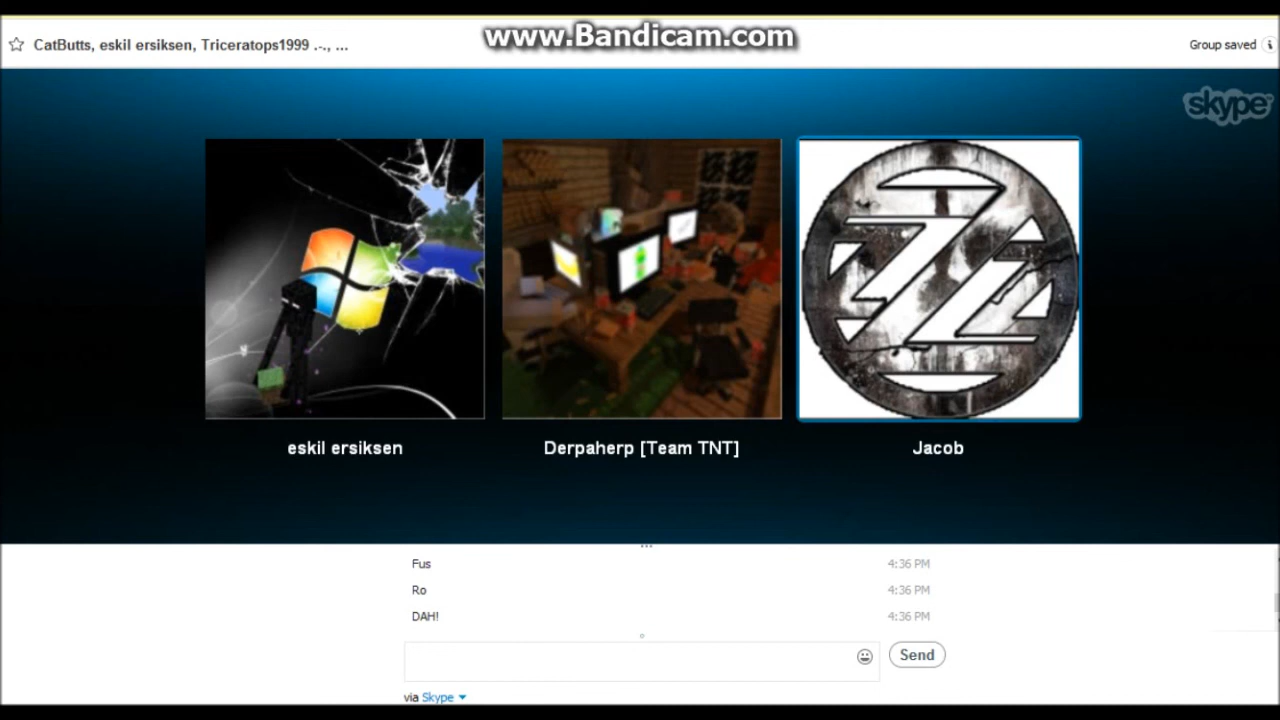 www.Bandicam.com
CatButts, eskil ersiksen, Triceratops1999 .-., ...
Group saved
skype
eskil ersiksen
Derpaherp [Team TNT]
Jacob
Fus 4:36 PM
Ro 4:36 PM
DAH! 4:36 PM
Send
via Skype